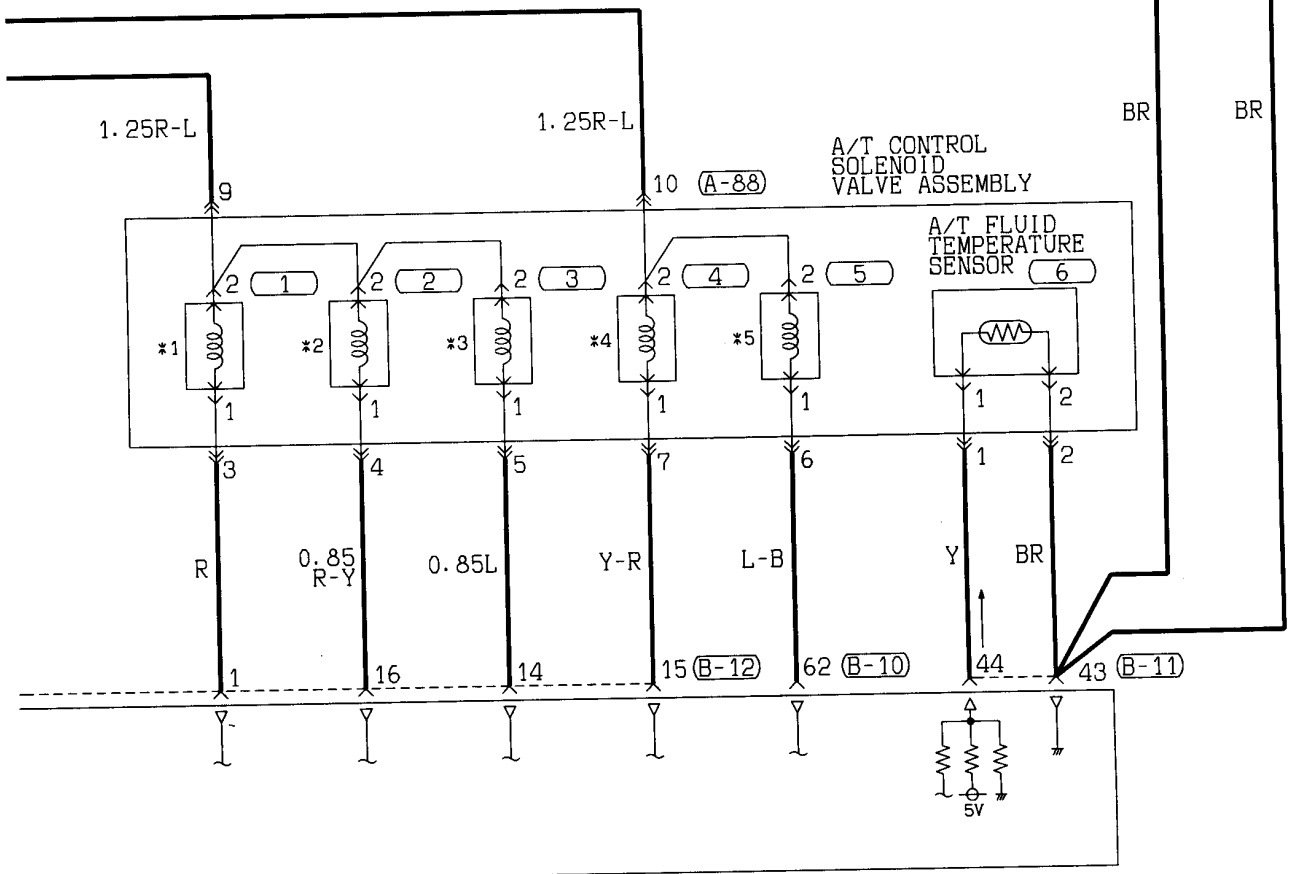 BR
BR
1.25R-L
1.25R-L
A/T CONTROL
SOLENOID
VALVE ASSEMBLY
9
10 (A-88)
A/T FLUID
TEMPERATURE
SENSOR 6
2 1
2 2
2 3
2 4
2 5
*1
*2
*3
*4
*5
1
1
1
1
1
1
2
3
4
5
7
6
1
2
R
0.85
R-Y
0.85L
Y-R
L-B
Y
BR
1
16
14
15 (B-12)
62 (B-10)
44
43 (B-11)
5V